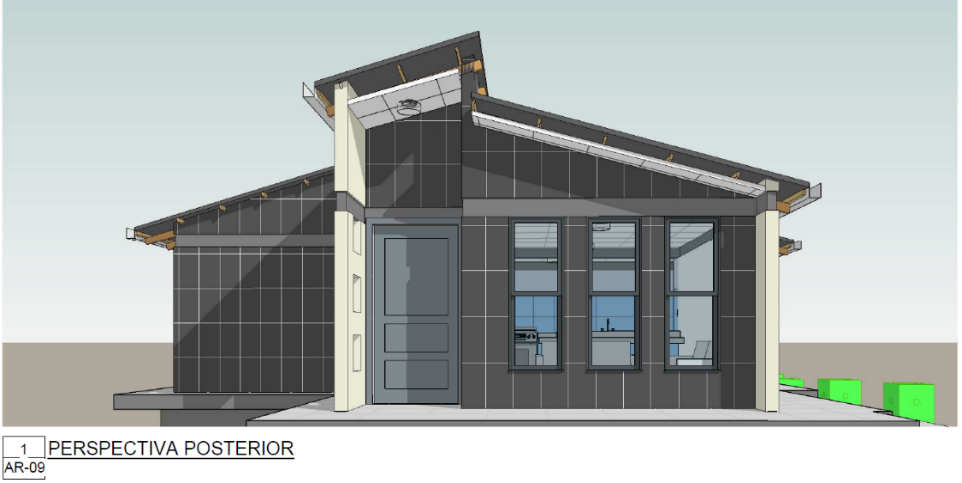 1 PERSPECTIVA POSTERIOR
AR-09